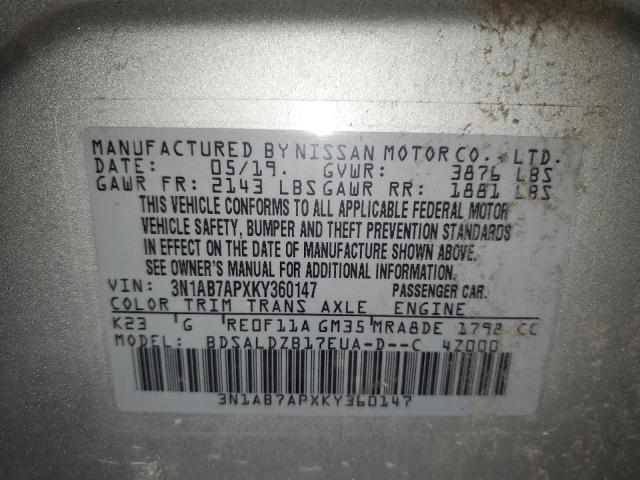 MANUFACTURED BY NISSAN MOTOR CO., LTD.
DATE: 05/19. GVWR: 3876 LBS
GAWR FR: 2143 LBS GAWR RR: 1881 LBS
THIS VEHICLE CONFORMS TO ALL APPLICABLE FEDERAL MOTOR
VEHICLE SAFETY, BUMPER AND THEFT PREVENTION STANDARDS
IN EFFECT ON THE DATE OF MANUFACTURE SHOWN ABOVE.
SEE OWNER'S MANUAL FOR ADDITIONAL INFORMATION.
VIN: 3N1AB7APXKY360147 PASSENGER CAR.
COLOR TRIM TRANS AXLE ENGINE
K23 G RE0F11A GM35 MRA8DE 1798 CC
MODEL: BDSALDZB17EUA-D--C 4Z000
3N1AB7APXKY360147